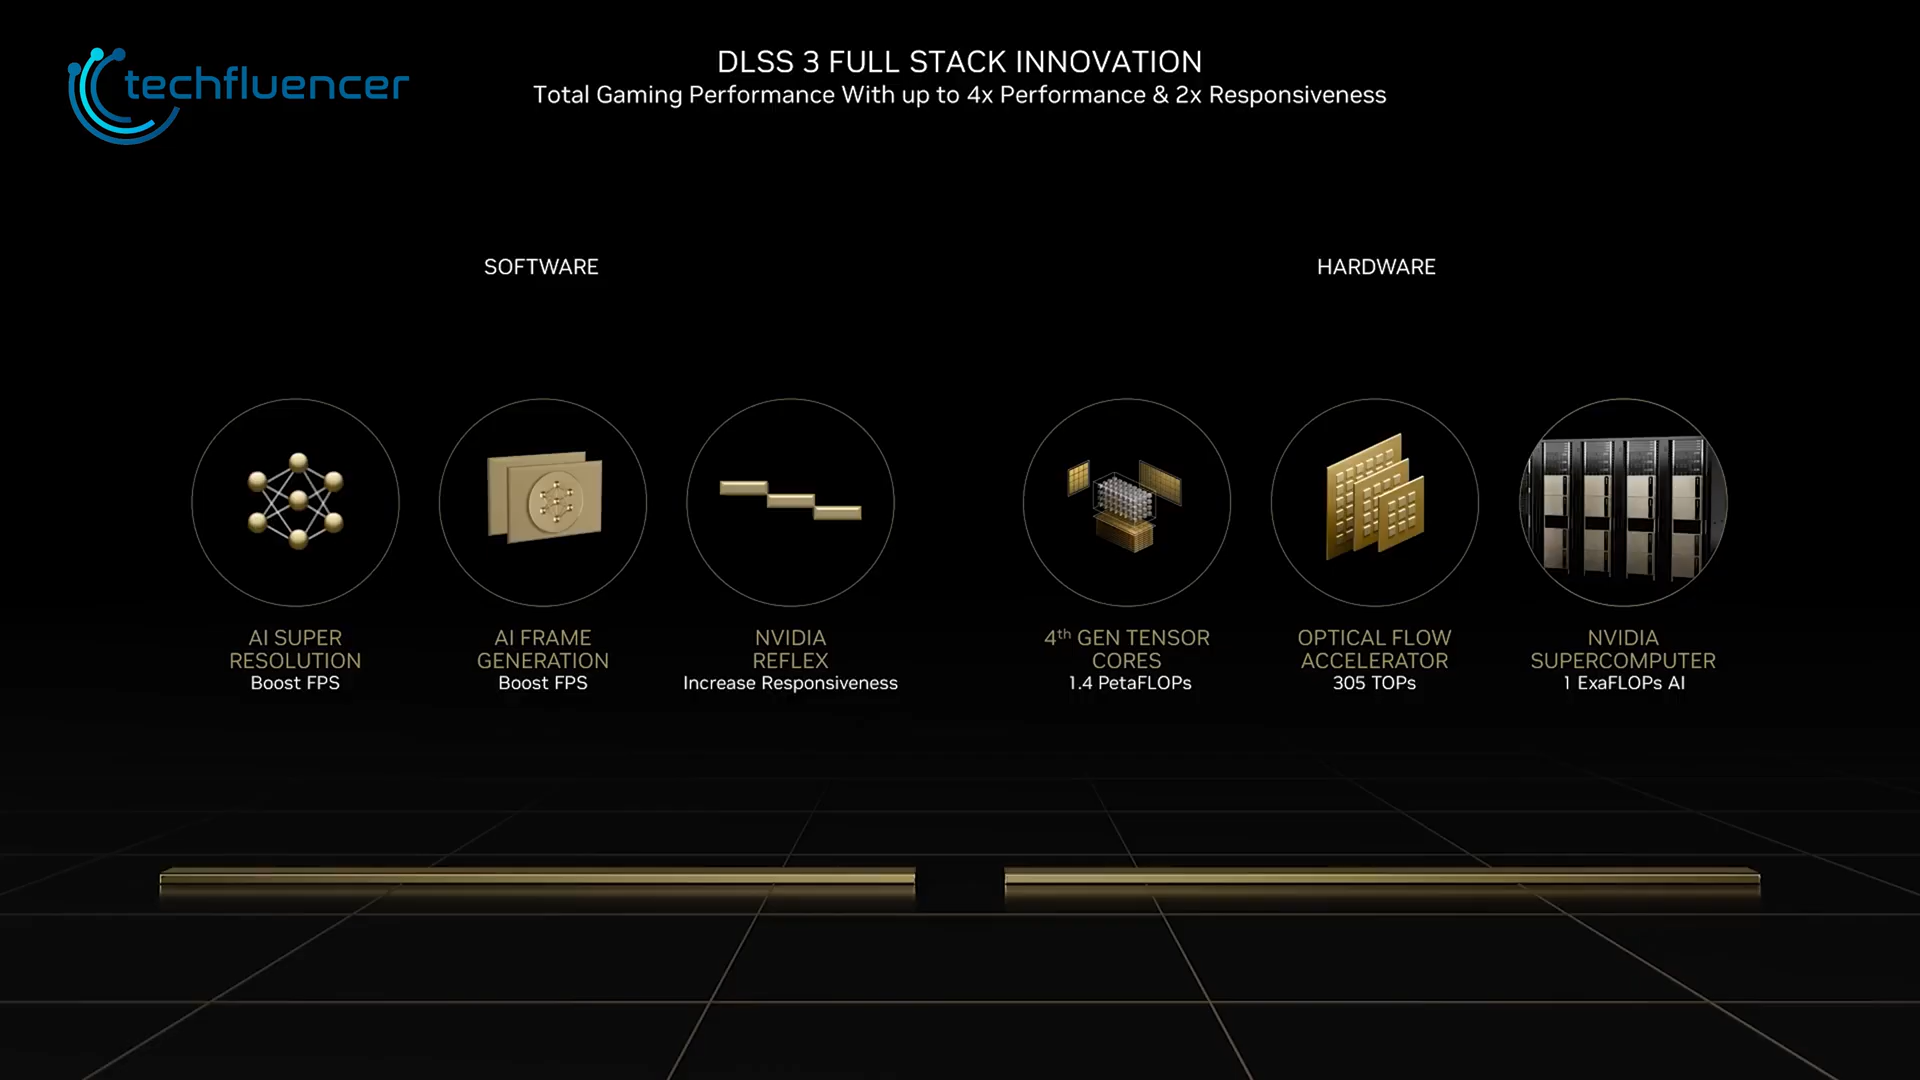 techfluencer
DLSS 3 FULL STACK INNOVATION
Total Gaming Performance With up to 4x Performance & 2x Responsiveness
SOFTWARE
AI SUPER
RESOLUTION
Boost FPS
AI FRAME
GENERATION
Boost FPS
NVIDIA
REFLEX
Increase Responsiveness
HARDWARE
4th GEN TENSOR
CORES
1.4 PetaFLOPs
OPTICAL FLOW
ACCELERATOR
305 TOPs
NVIDIA
SUPERCOMPUTER
1 ExaFLOPs AI